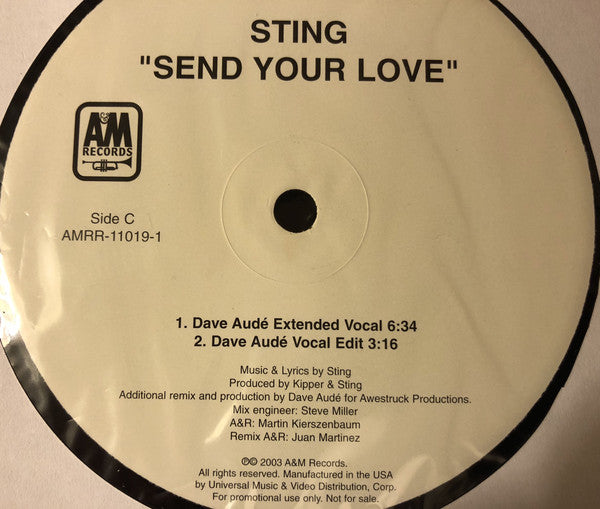 STING
"SEND YOUR LOVE"
A&M
RECORDS
Side C
AMRR-11019-1
1. Dave Audé Extended Vocal 6:34
2. Dave Audé Vocal Edit 3:16
Music & Lyrics by Sting
Produced by Kipper & Sting
Additional remix and production by Dave Audé for Awestruck Productions.
Mix engineer: Steve Miller
A&R: Martin Kierszenbaum
Remix A&R: Juan Martinez
℗© 2003 A&M Records.
All rights reserved. Manufactured in the USA
by Universal Music & Video Distribution, Corp.
For promotional use only. Not for sale.